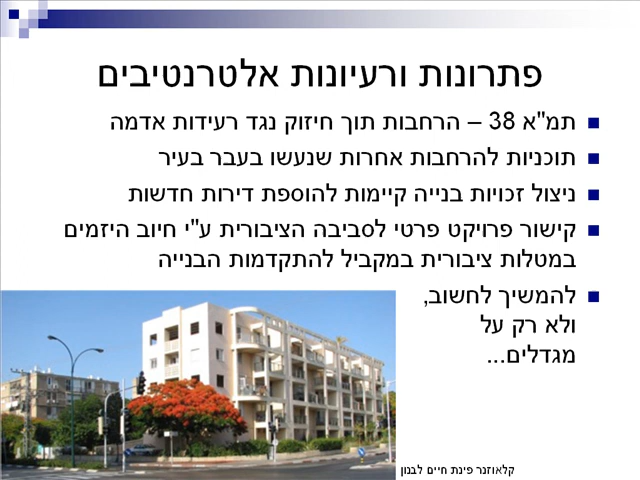 פתרונות ורעיונות אלטרנטיבים
תמ"א 38 – הרחבות תוך חיזוק נגד רעידות אדמה
תוכניות להרחבות אחרות שנעשו בעבר בעיר
ניצול זכויות בנייה קיימות להוספת דירות חדשות
קישור פרויקט פרטי לסביבה הציבורית ע"י חיוב היזמים
במטלות ציבורית במקביל להתקדמות הבנייה
להמשיך לחשוב,
ולא רק על
מגדלים...
קלאוזנר פינת חיים לבנון